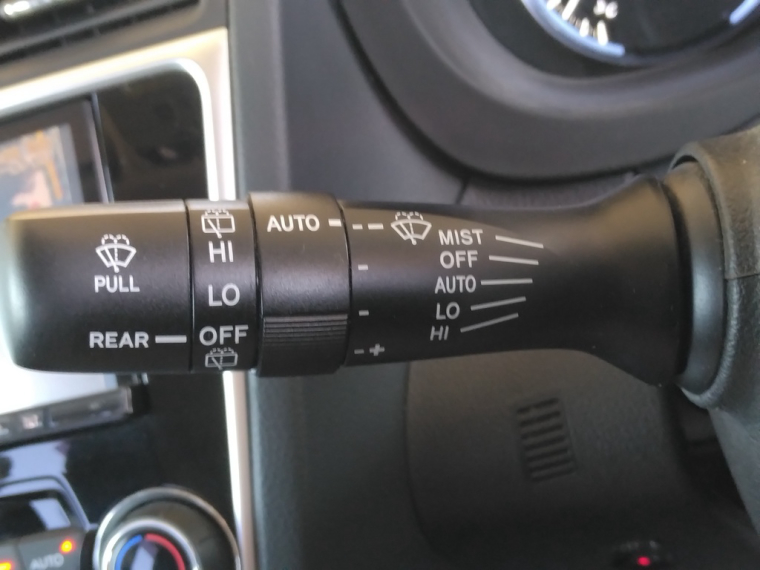 PULL
REAR
HI
LO
OFF
AUTO
MIST
OFF
AUTO
LO
HI
- +
AUTO